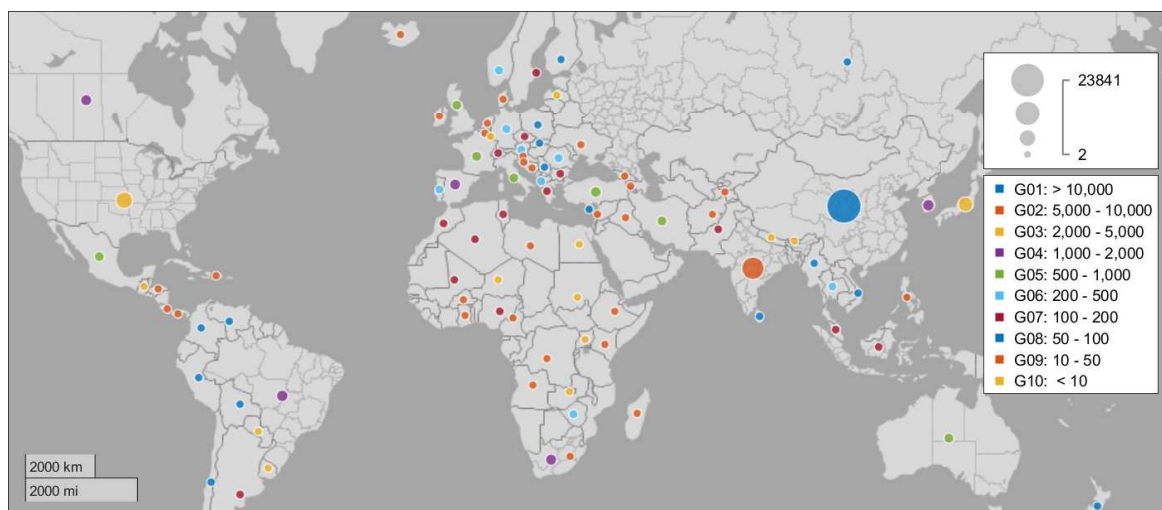 23841
2
G01: > 10,000
G02: 5,000 - 10,000
G03: 2,000 - 5,000
G04: 1,000 - 2,000
G05: 500 - 1,000
G06: 200 - 500
G07: 100 - 200
G08: 50 - 100
G09: 10 - 50
G10: < 10
2000 km
2000 mi